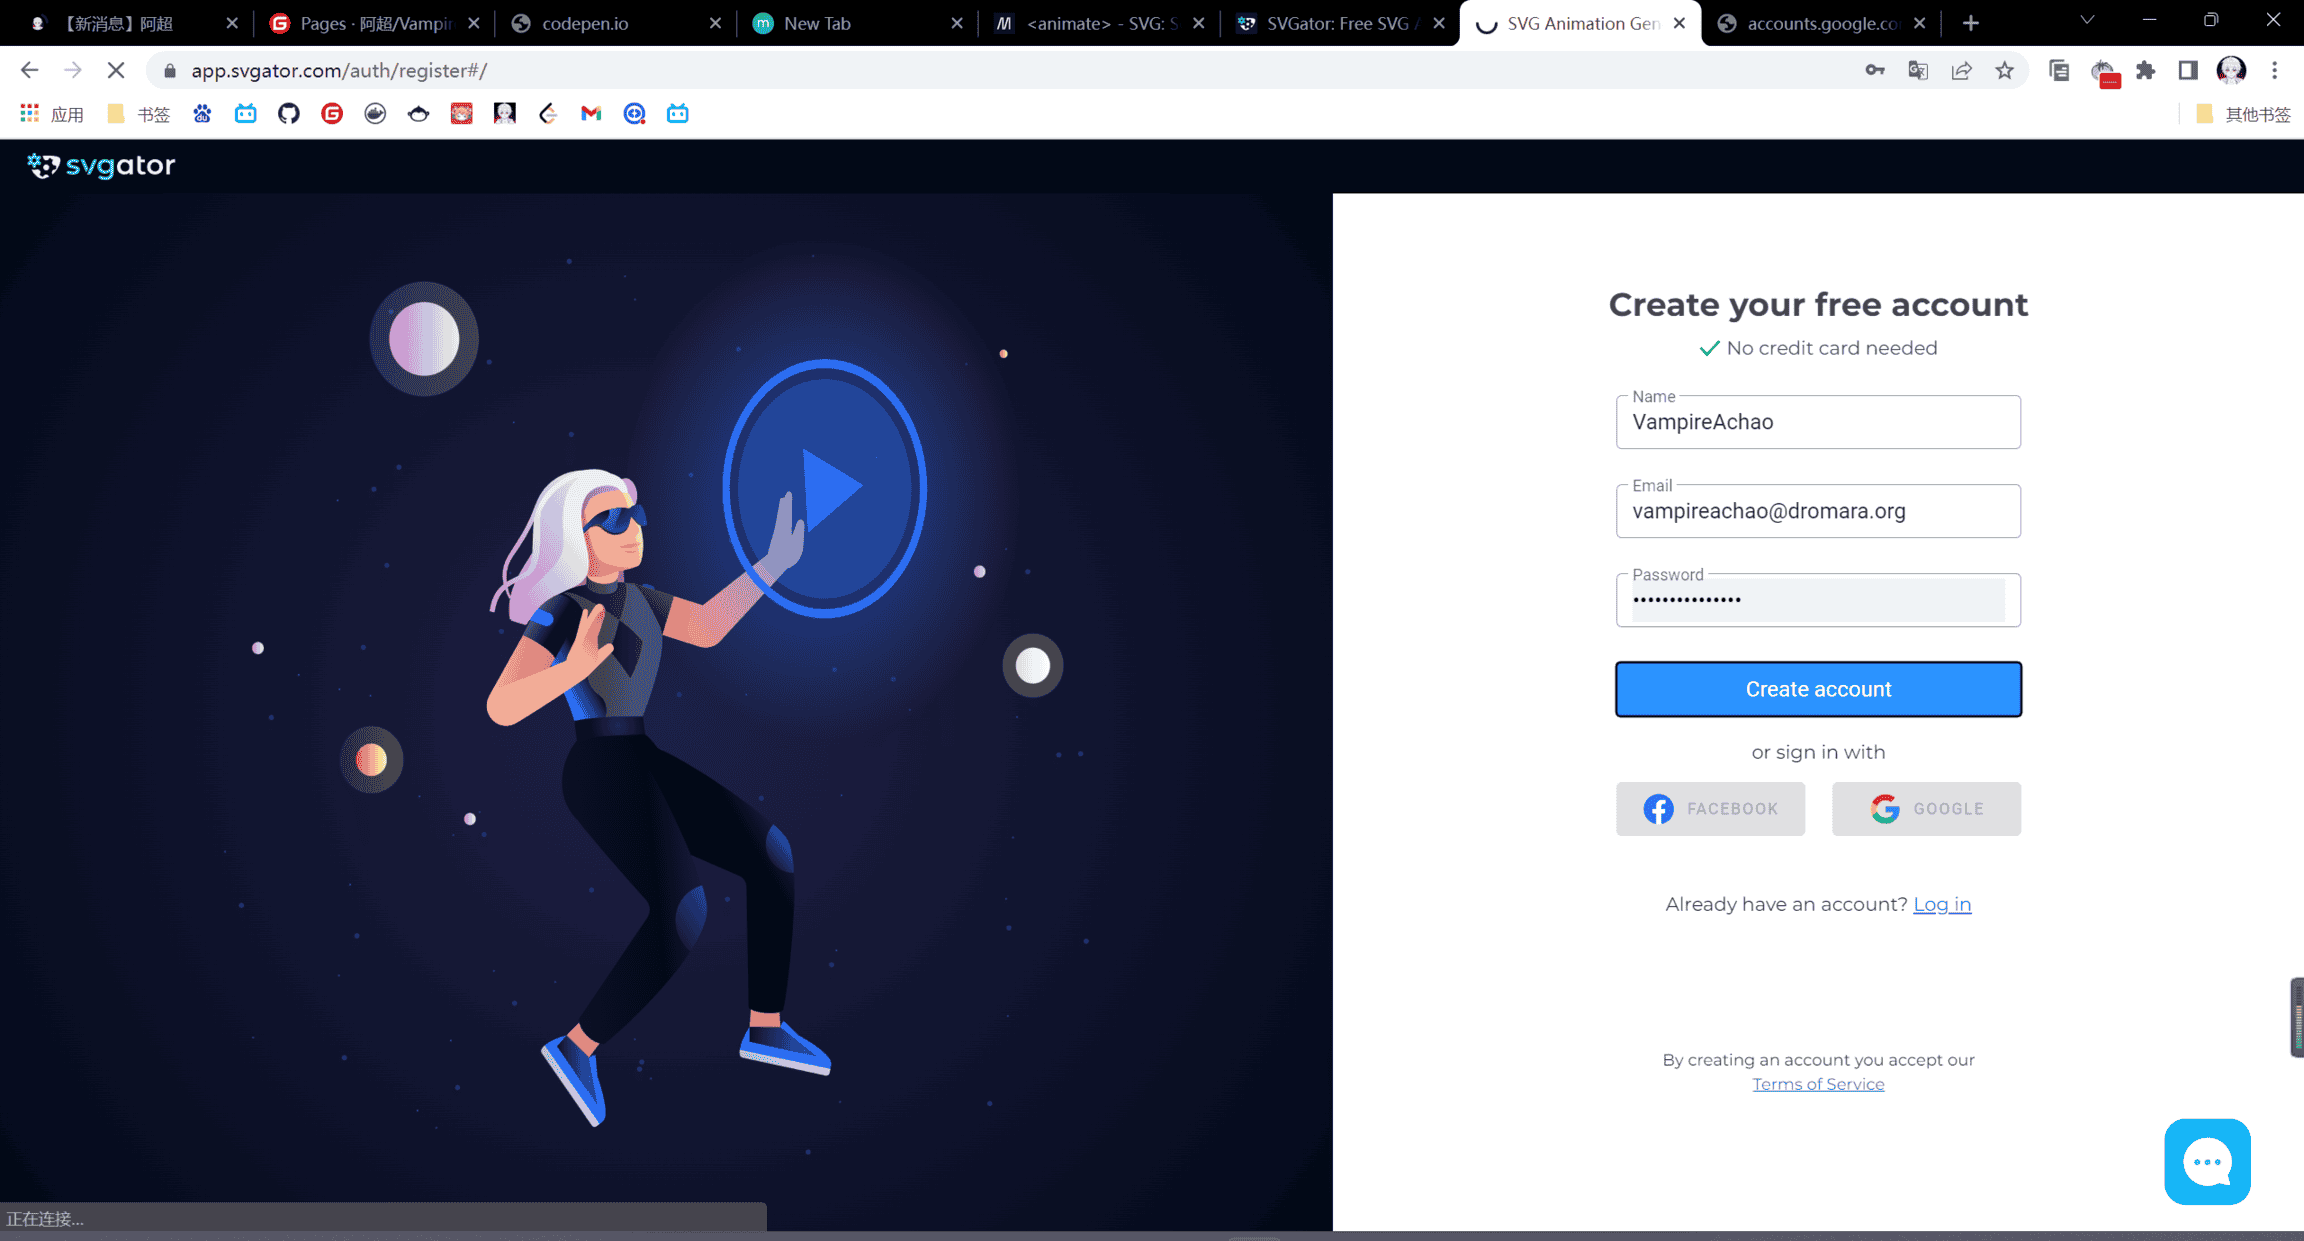 【新消息】阿超
Pages · 阿超/Vampir
codepen.io
New Tab
<animate> - SVG: S
SVGator: Free SVG A
SVG Animation Gen
accounts.google.co
app.svgator.com/auth/register#/
应用
书签
其他书签
svgator
Create your free account
No credit card needed
Name
VampireAchao
Email
vampireachao@dromara.org
Password
•••••••••••••••
Create account
or sign in with
FACEBOOK
GOOGLE
Already have an account? Log in
By creating an account you accept our
Terms of Service
正在连接...